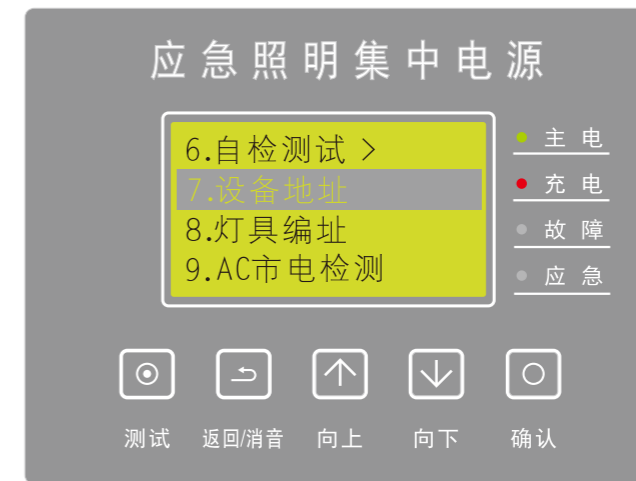 应急照明集中电源
6.自检测试 >
7.设备地址
8.灯具编址
9.AC市电检测
主电
充电
故障
应急
测试 返回/消音 向上 向下 确认